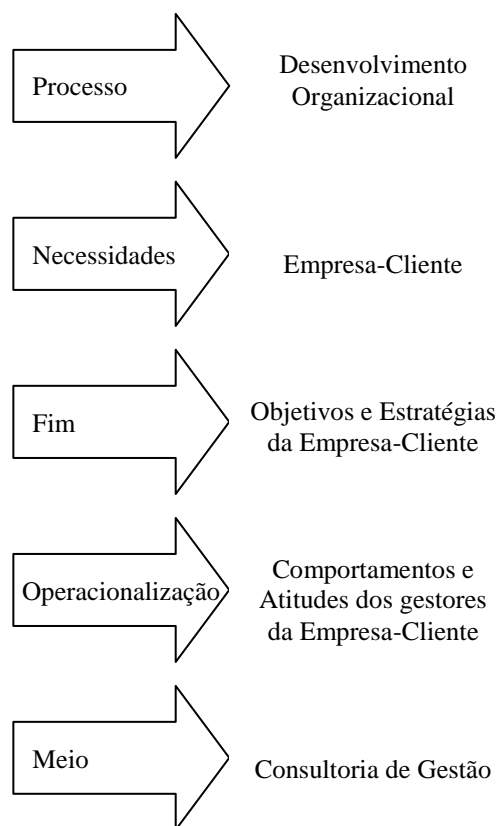 Processo
Desenvolvimento
Organizacional
Necessidades
Empresa-Cliente
Fim
Objetivos e Estratégias
da Empresa-Cliente
Operacionalização
Comportamentos e
Atitudes dos gestores
da Empresa-Cliente
Meio
Consultoria de Gestão